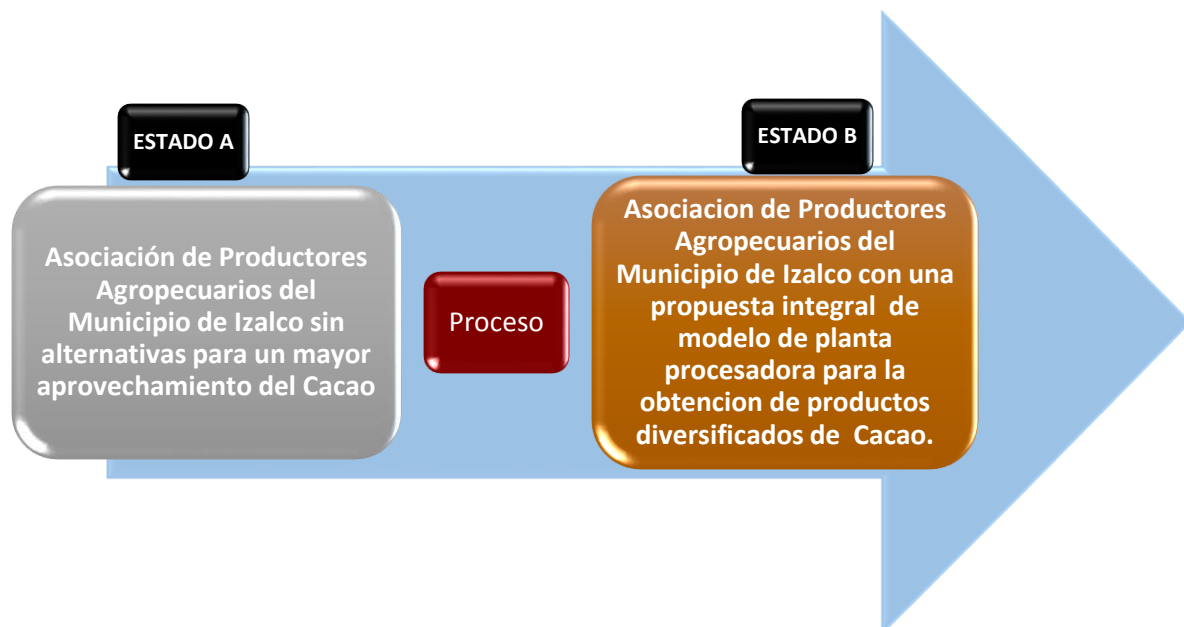 ESTADO A
Asociación de Productores
Agropecuarios del
Municipio de Izalco sin
alternativas para un mayor
aprovechamiento del Cacao
Proceso
ESTADO B
Asociacion de Productores
Agropecuarios del
Municipio de Izalco con una
propuesta integral de
modelo de planta
procesadora para la
obtencion de productos
diversificados de Cacao.